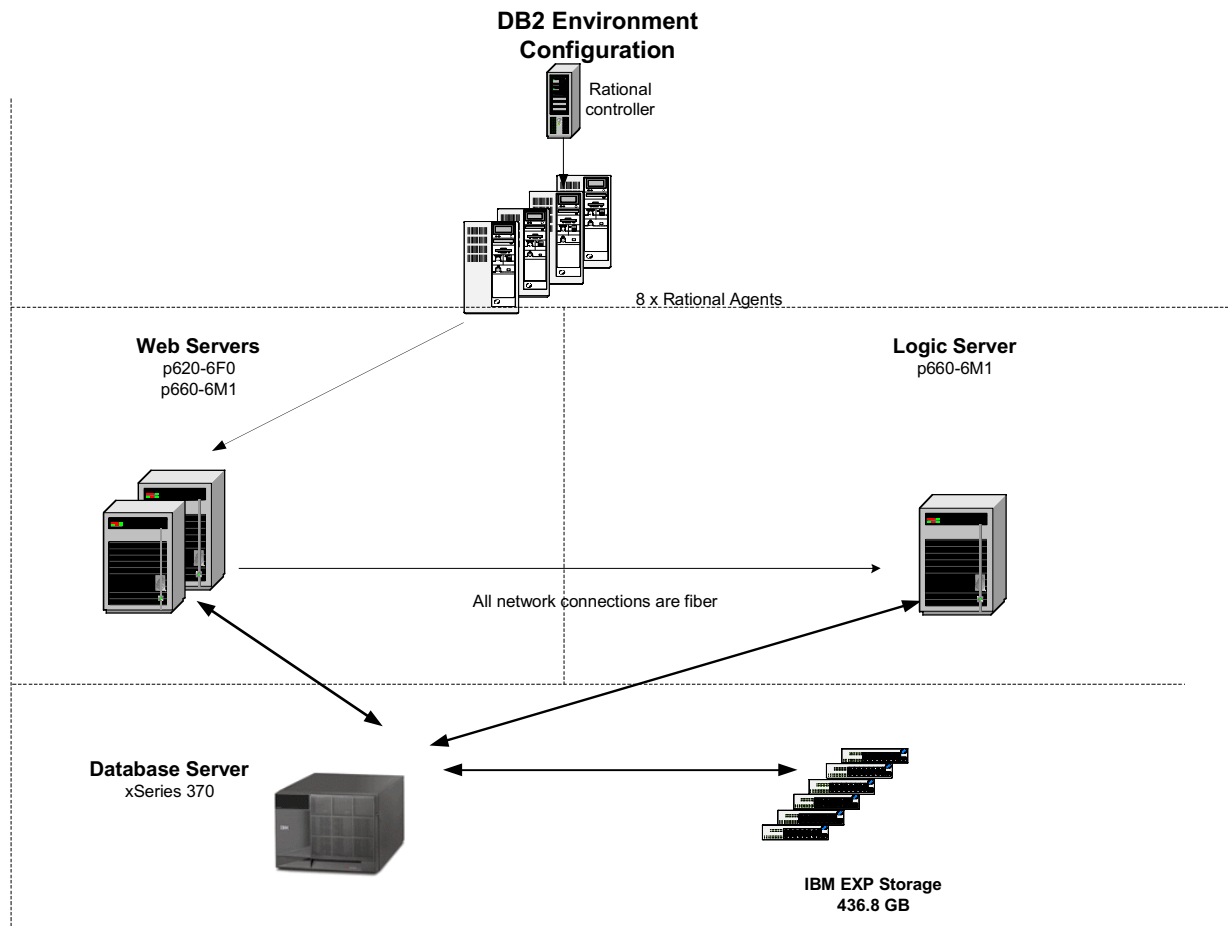 DB2 Environment
Configuration
Rational
controller
8 x Rational Agents
Web Servers
p620-6F0
p660-6M1
Logic Server
p660-6M1
All network connections are fiber
Database Server
xSeries 370
IBM EXP Storage
436.8 GB